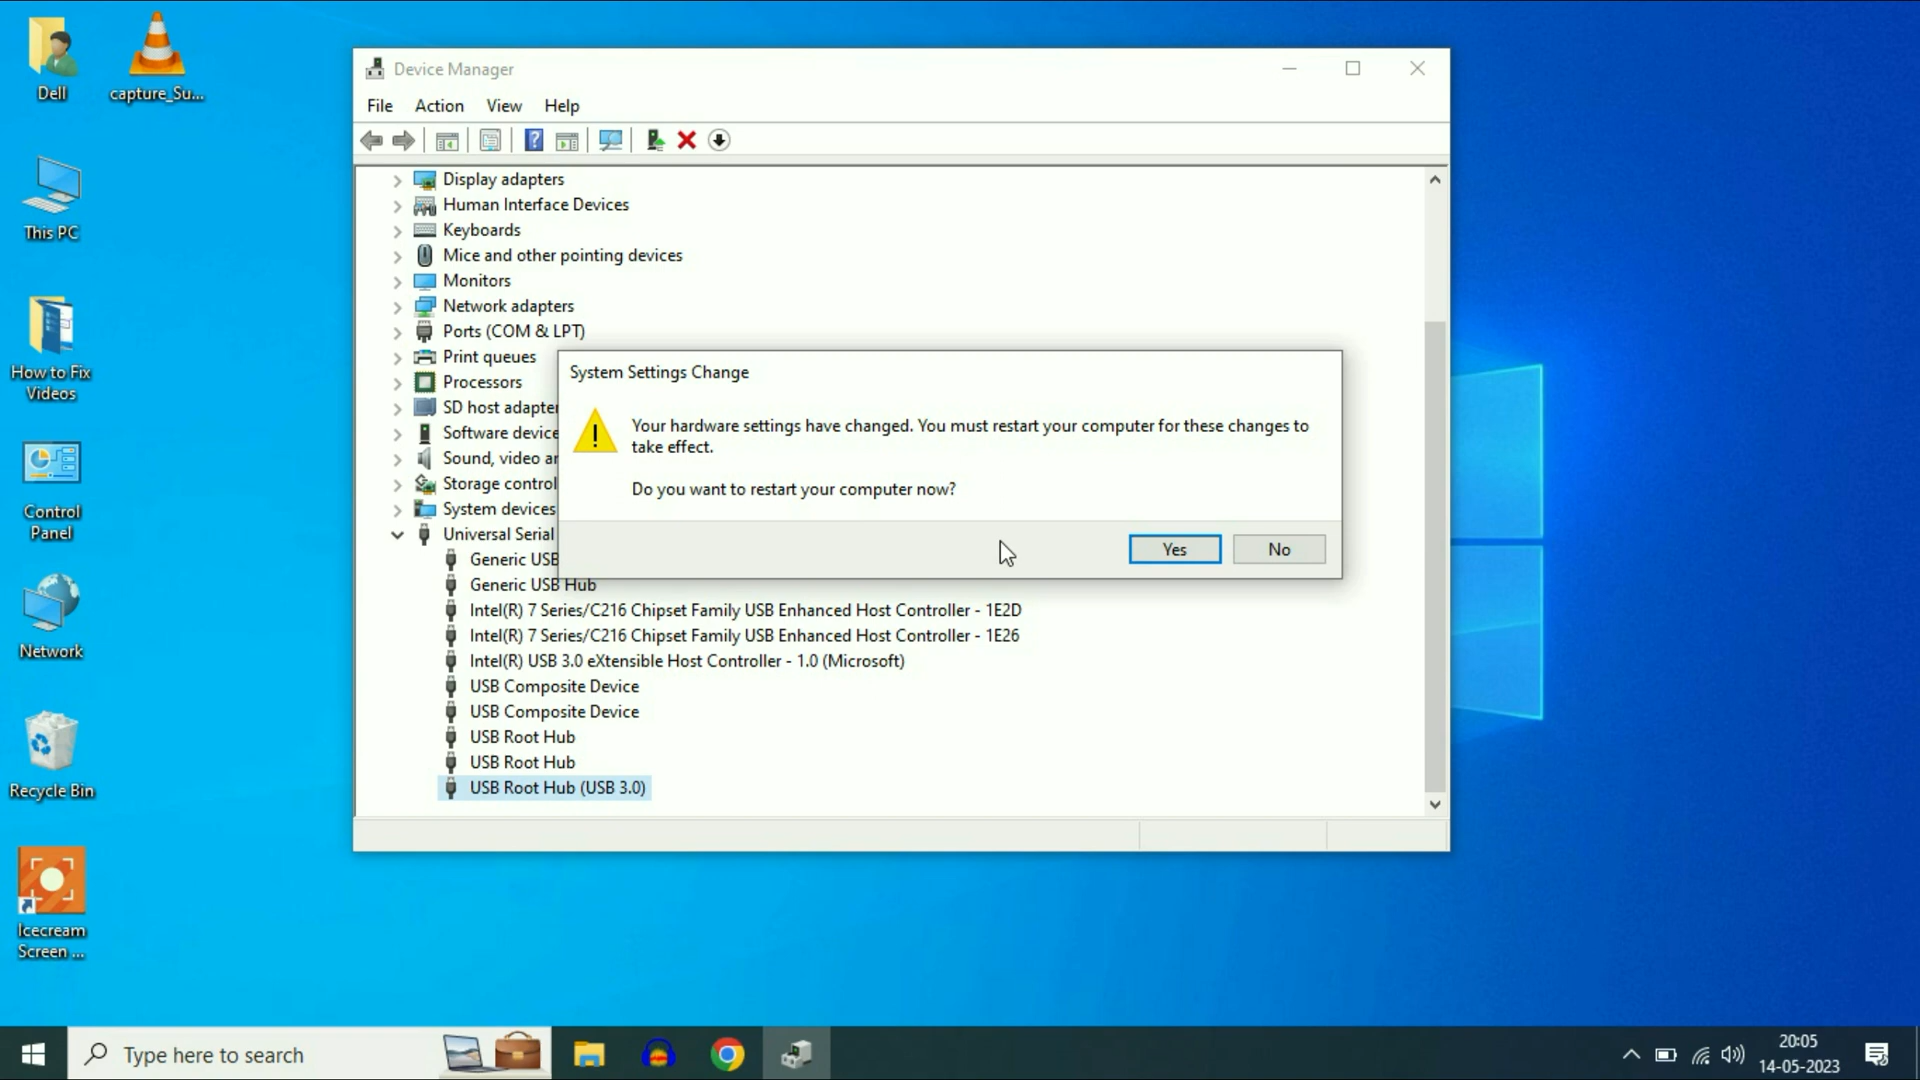 Dell
capture_Su...
This PC
How to Fix
Videos
Control
Panel
Network
Recycle Bin
Icecream
Screen ...
Device Manager
File Action View Help
Display adapters
Human Interface Devices
Keyboards
Mice and other pointing devices
Monitors
Network adapters
Ports (COM & LPT)
Print queues
Processors
SD host adapter
Software device
Sound, video an
Storage control
System devices
Universal Serial
Generic USB
Generic USB Hub
Intel(R) 7 Series/C216 Chipset Family USB Enhanced Host Controller - 1E2D
Intel(R) 7 Series/C216 Chipset Family USB Enhanced Host Controller - 1E26
Intel(R) USB 3.0 eXtensible Host Controller - 1.0 (Microsoft)
USB Composite Device
USB Composite Device
USB Root Hub
USB Root Hub
USB Root Hub (USB 3.0)
System Settings Change
Your hardware settings have changed. You must restart your computer for these changes to
take effect.
Do you want to restart your computer now?
Yes No
Type here to search
20:05
14-05-2023